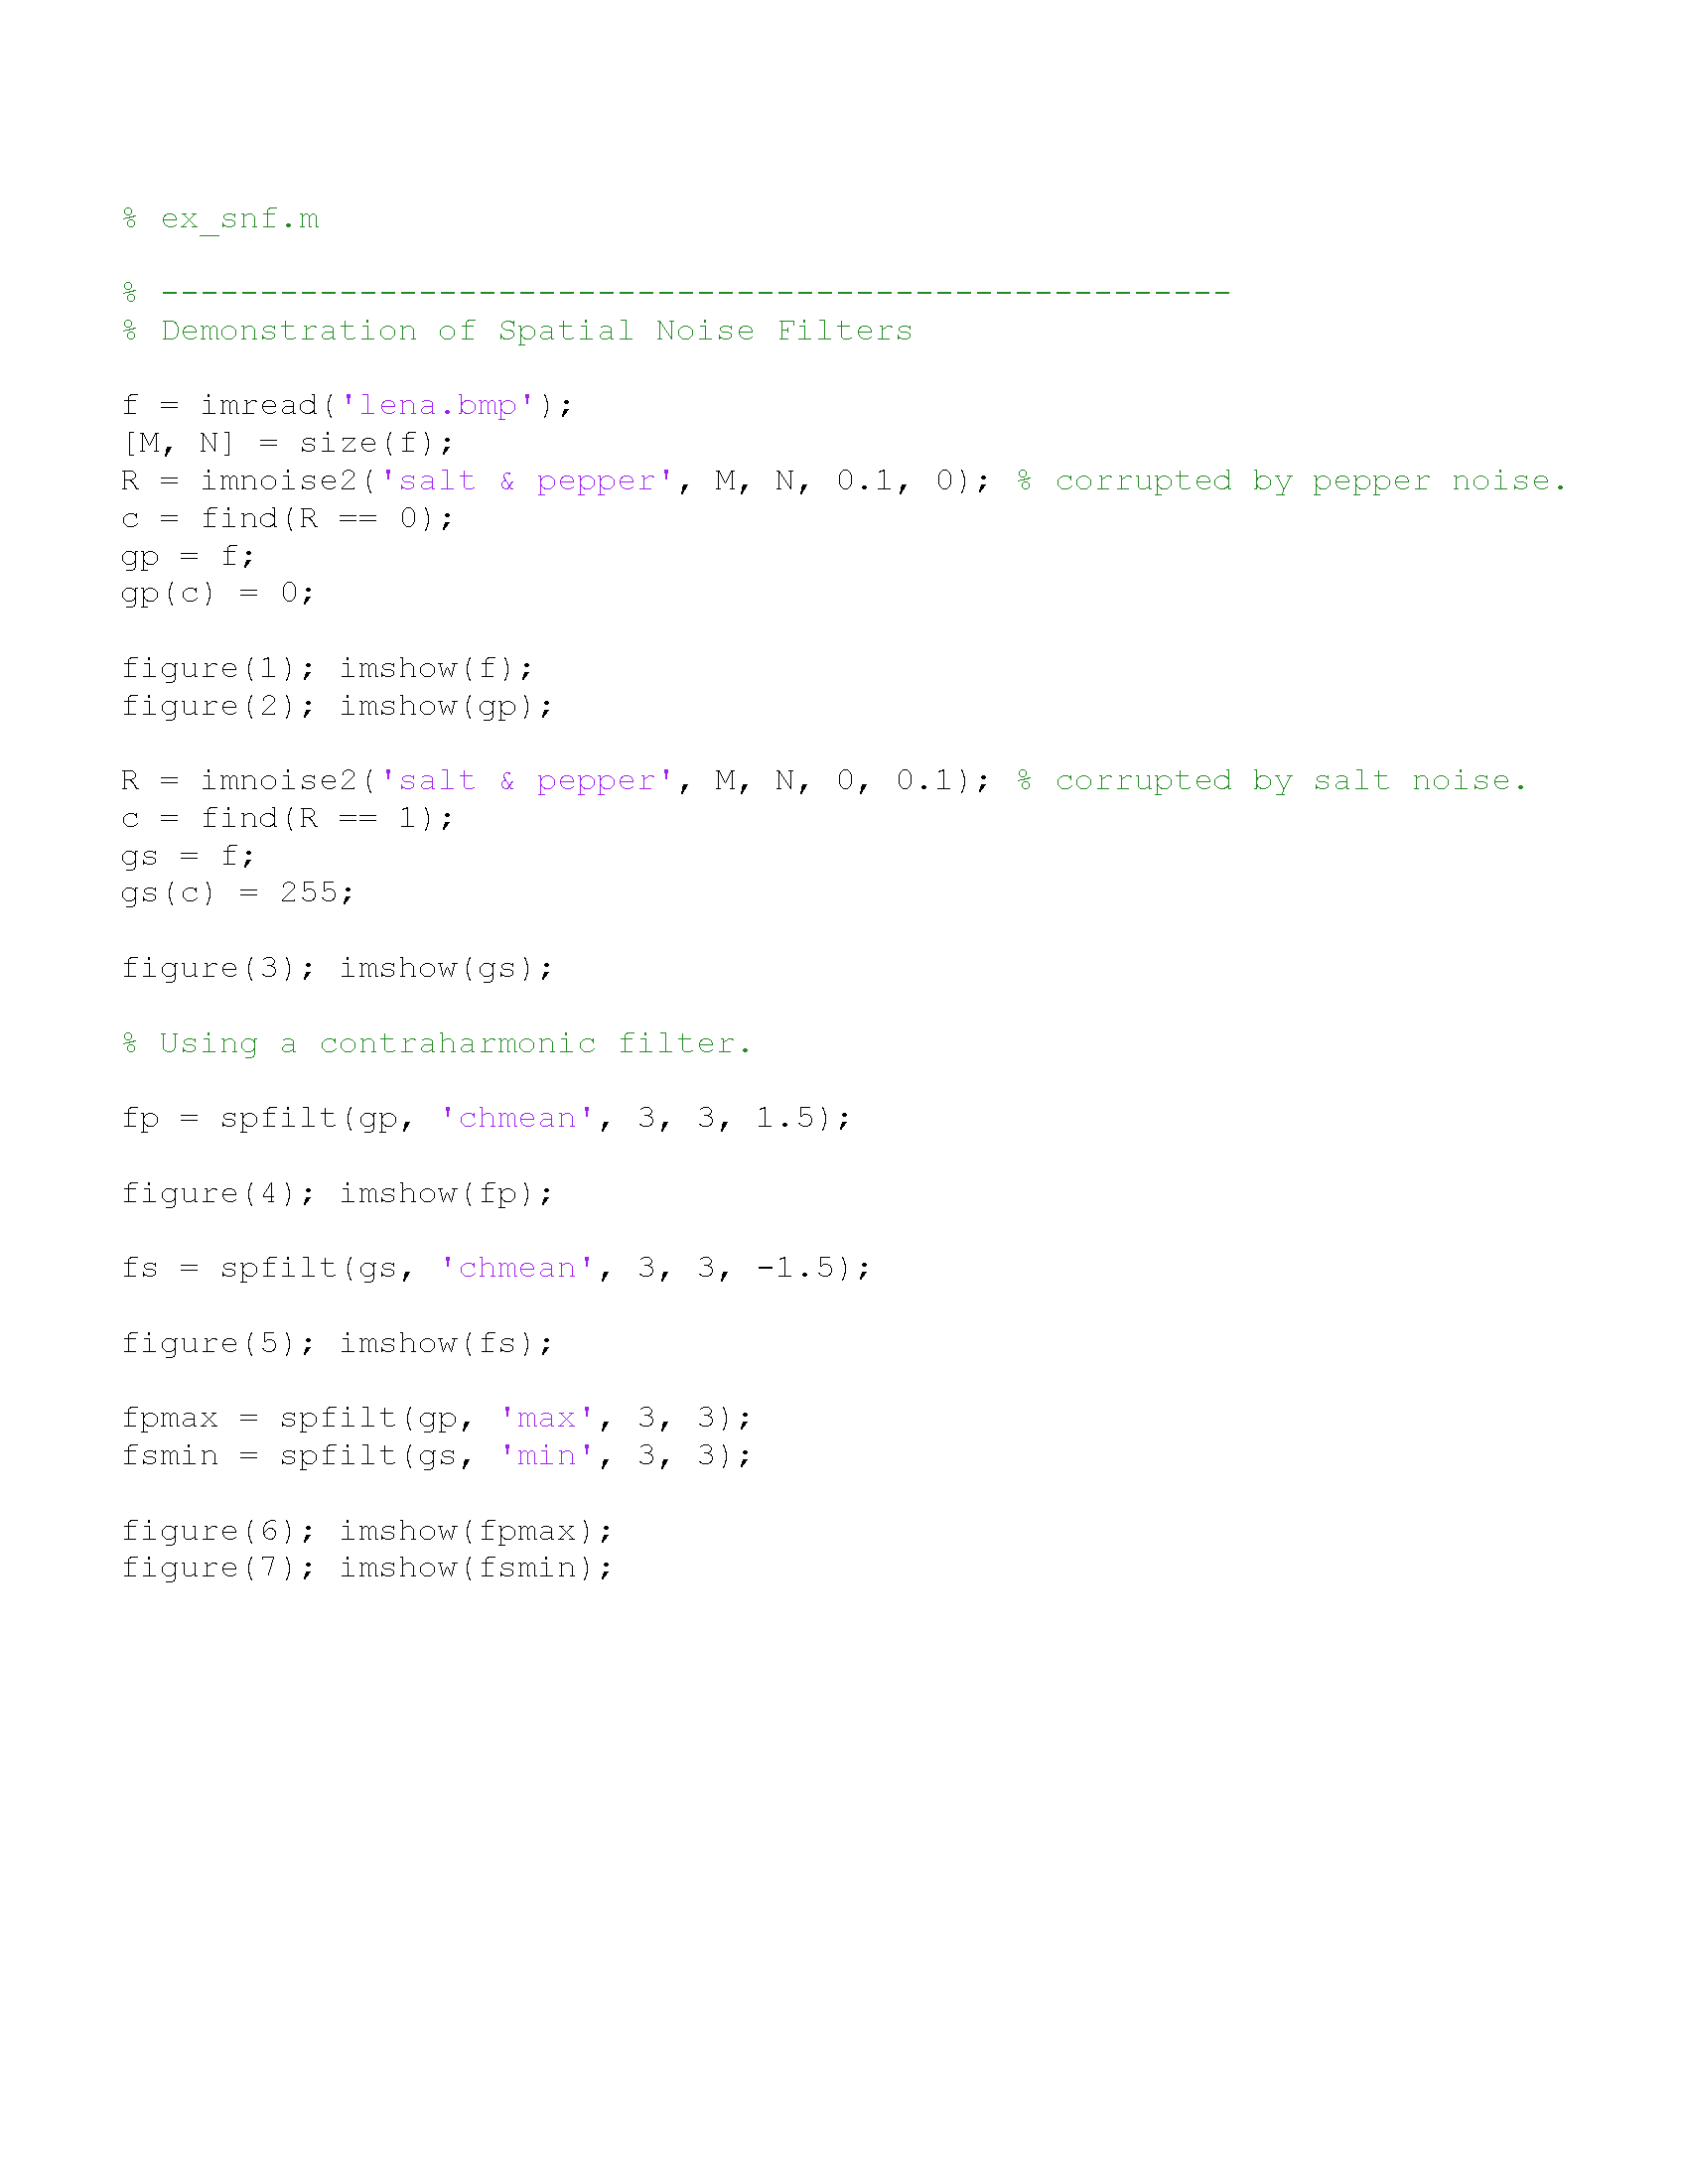 % ex_snf.m
% ------------------------------------------------------
% Demonstration of Spatial Noise Filters
f = imread('lena.bmp');
[M, N] = size(f);
R = imnoise2('salt & pepper', M, N, 0.1, 0); % corrupted by pepper noise.
c = find(R == 0);
gp = f;
gp(c) = 0;
figure(1); imshow(f);
figure(2); imshow(gp);
R = imnoise2('salt & pepper', M, N, 0, 0.1); % corrupted by salt noise.
c = find(R == 1);
gs = f;
gs(c) = 255;
figure(3); imshow(gs);
% Using a contraharmonic filter.
fp = spfilt(gp, 'chmean', 3, 3, 1.5);
figure(4); imshow(fp);
fs = spfilt(gs, 'chmean', 3, 3, -1.5);
figure(5); imshow(fs);
fpmax = spfilt(gp, 'max', 3, 3);
fsmin = spfilt(gs, 'min', 3, 3);
figure(6); imshow(fpmax);
figure(7); imshow(fsmin);